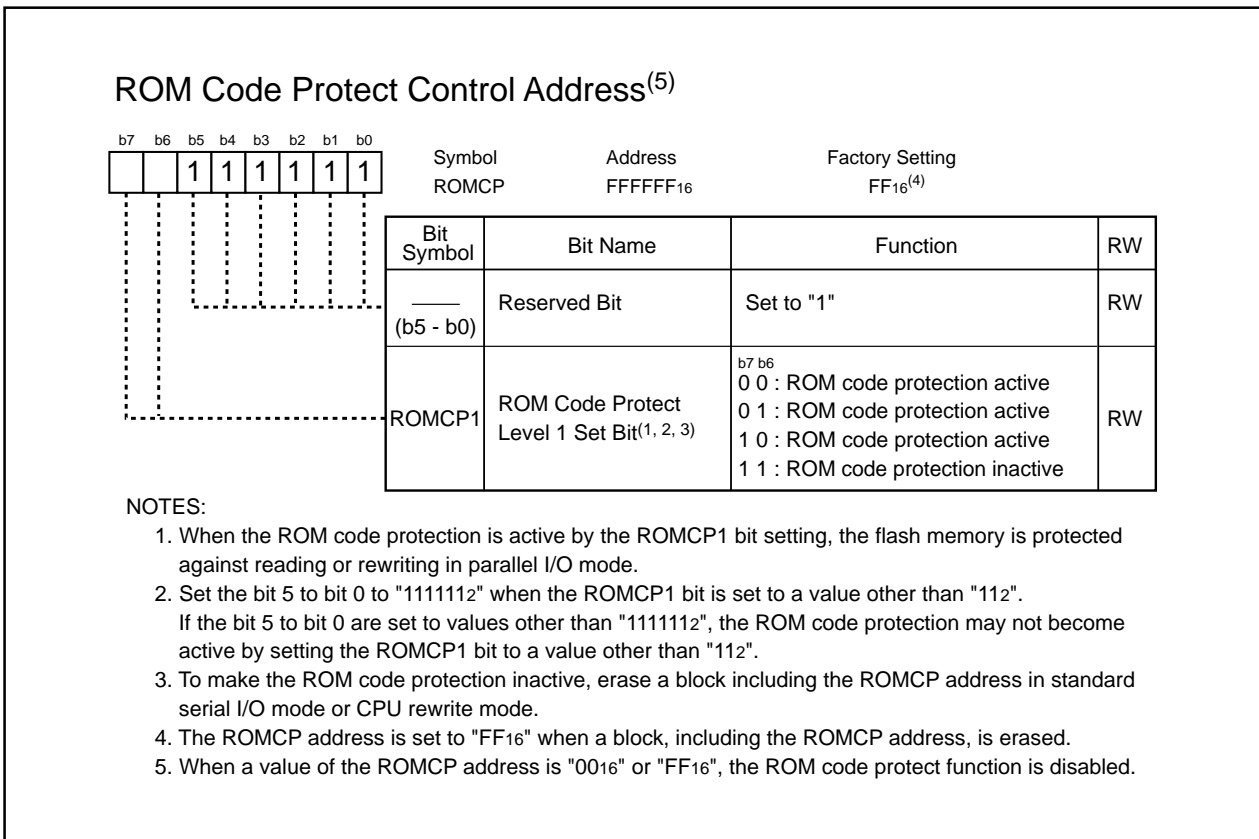 ROM Code Protect Control Address(5)
b7 b6 b5 b4 b3 b2 b1 b0
1 1 1 1 1 1
Symbol Address Factory Setting
ROMCP FFFFFF16 FF16(4)
Bit Symbol Bit Name Function RW
(b5 - b0) Reserved Bit Set to "1" RW
ROMCP1 ROM Code Protect Level 1 Set Bit(1, 2, 3) RW
b7 b6
0 0 : ROM code protection active
0 1 : ROM code protection active
1 0 : ROM code protection active
1 1 : ROM code protection inactive
NOTES:
1. When the ROM code protection is active by the ROMCP1 bit setting, the flash memory is protected
against reading or rewriting in parallel I/O mode.
2. Set the bit 5 to bit 0 to "1111112" when the ROMCP1 bit is set to a value other than "112".
If the bit 5 to bit 0 are set to values other than "1111112", the ROM code protection may not become
active by setting the ROMCP1 bit to a value other than "112".
3. To make the ROM code protection inactive, erase a block including the ROMCP address in standard
serial I/O mode or CPU rewrite mode.
4. The ROMCP address is set to "FF16" when a block, including the ROMCP address, is erased.
5. When a value of the ROMCP address is "0016" or "FF16", the ROM code protect function is disabled.